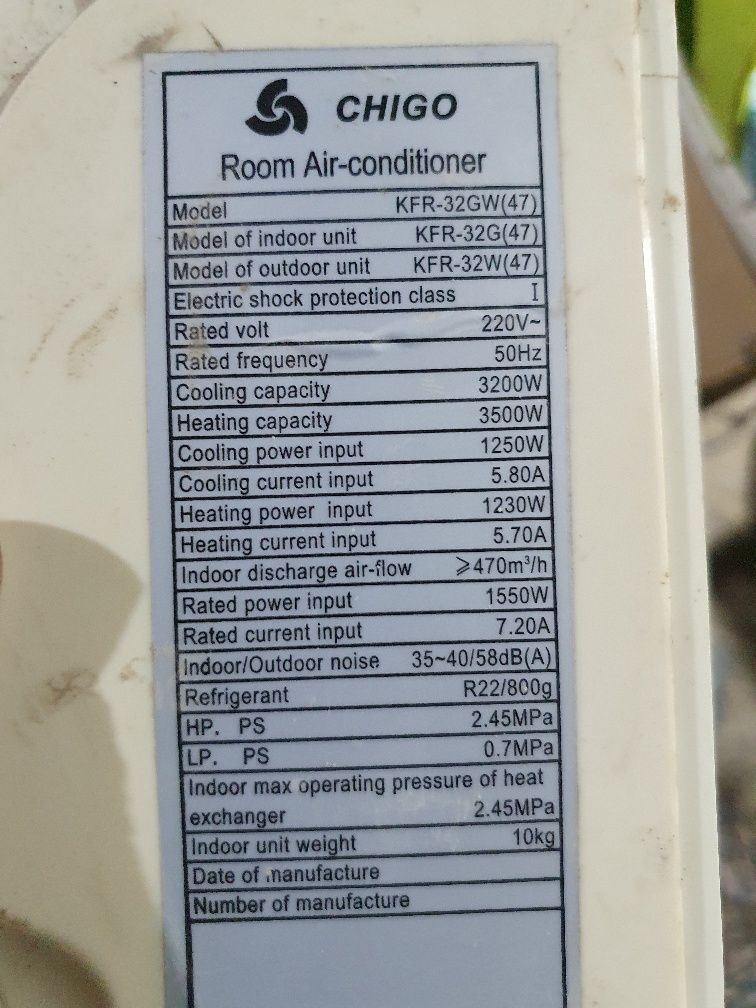 CHIGO
Room Air-conditioner
Model KFR-32GW(47)
Model of indoor unit KFR-32G(47)
Model of outdoor unit KFR-32W(47)
Electric shock protection class I
Rated volt 220V~
Rated frequency 50Hz
Cooling capacity 3200W
Heating capacity 3500W
Cooling power input 1250W
Cooling current input 5.80A
Heating power input 1230W
Heating current input 5.70A
Indoor discharge air-flow ⩾470m³/h
Rated power input 1550W
Rated current input 7.20A
Indoor/Outdoor noise 35~40/58dB(A)
Refrigerant R22/800g
HP. PS 2.45MPa
LP. PS 0.7MPa
Indoor max operating pressure of heat
exchanger 2.45MPa
Indoor unit weight 10kg
Date of manufacture
Number of manufacture